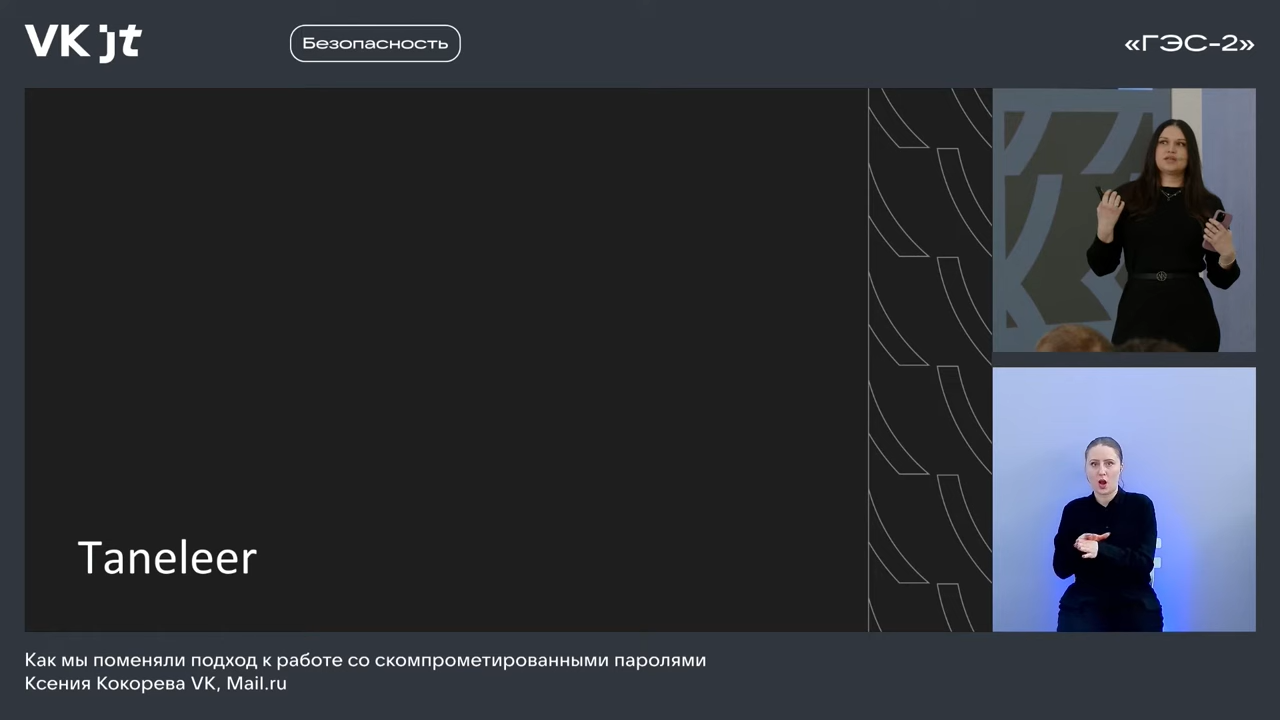 VK jt
Безопасность
«ГЭС-2»
Taneleer
Как мы поменяли подход к работе со скомпрометированными паролями
Ксения Кокорева VK, Mail.ru